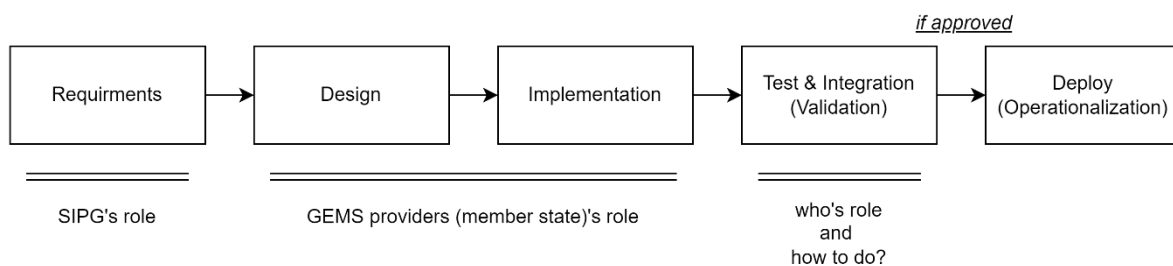 if approved
Requirments
Design
Implementation
Test & Integration
(Validation)
Deploy
(Operationalization)
SIPG's role
GEMS providers (member state)'s role
who's role
and
how to do?